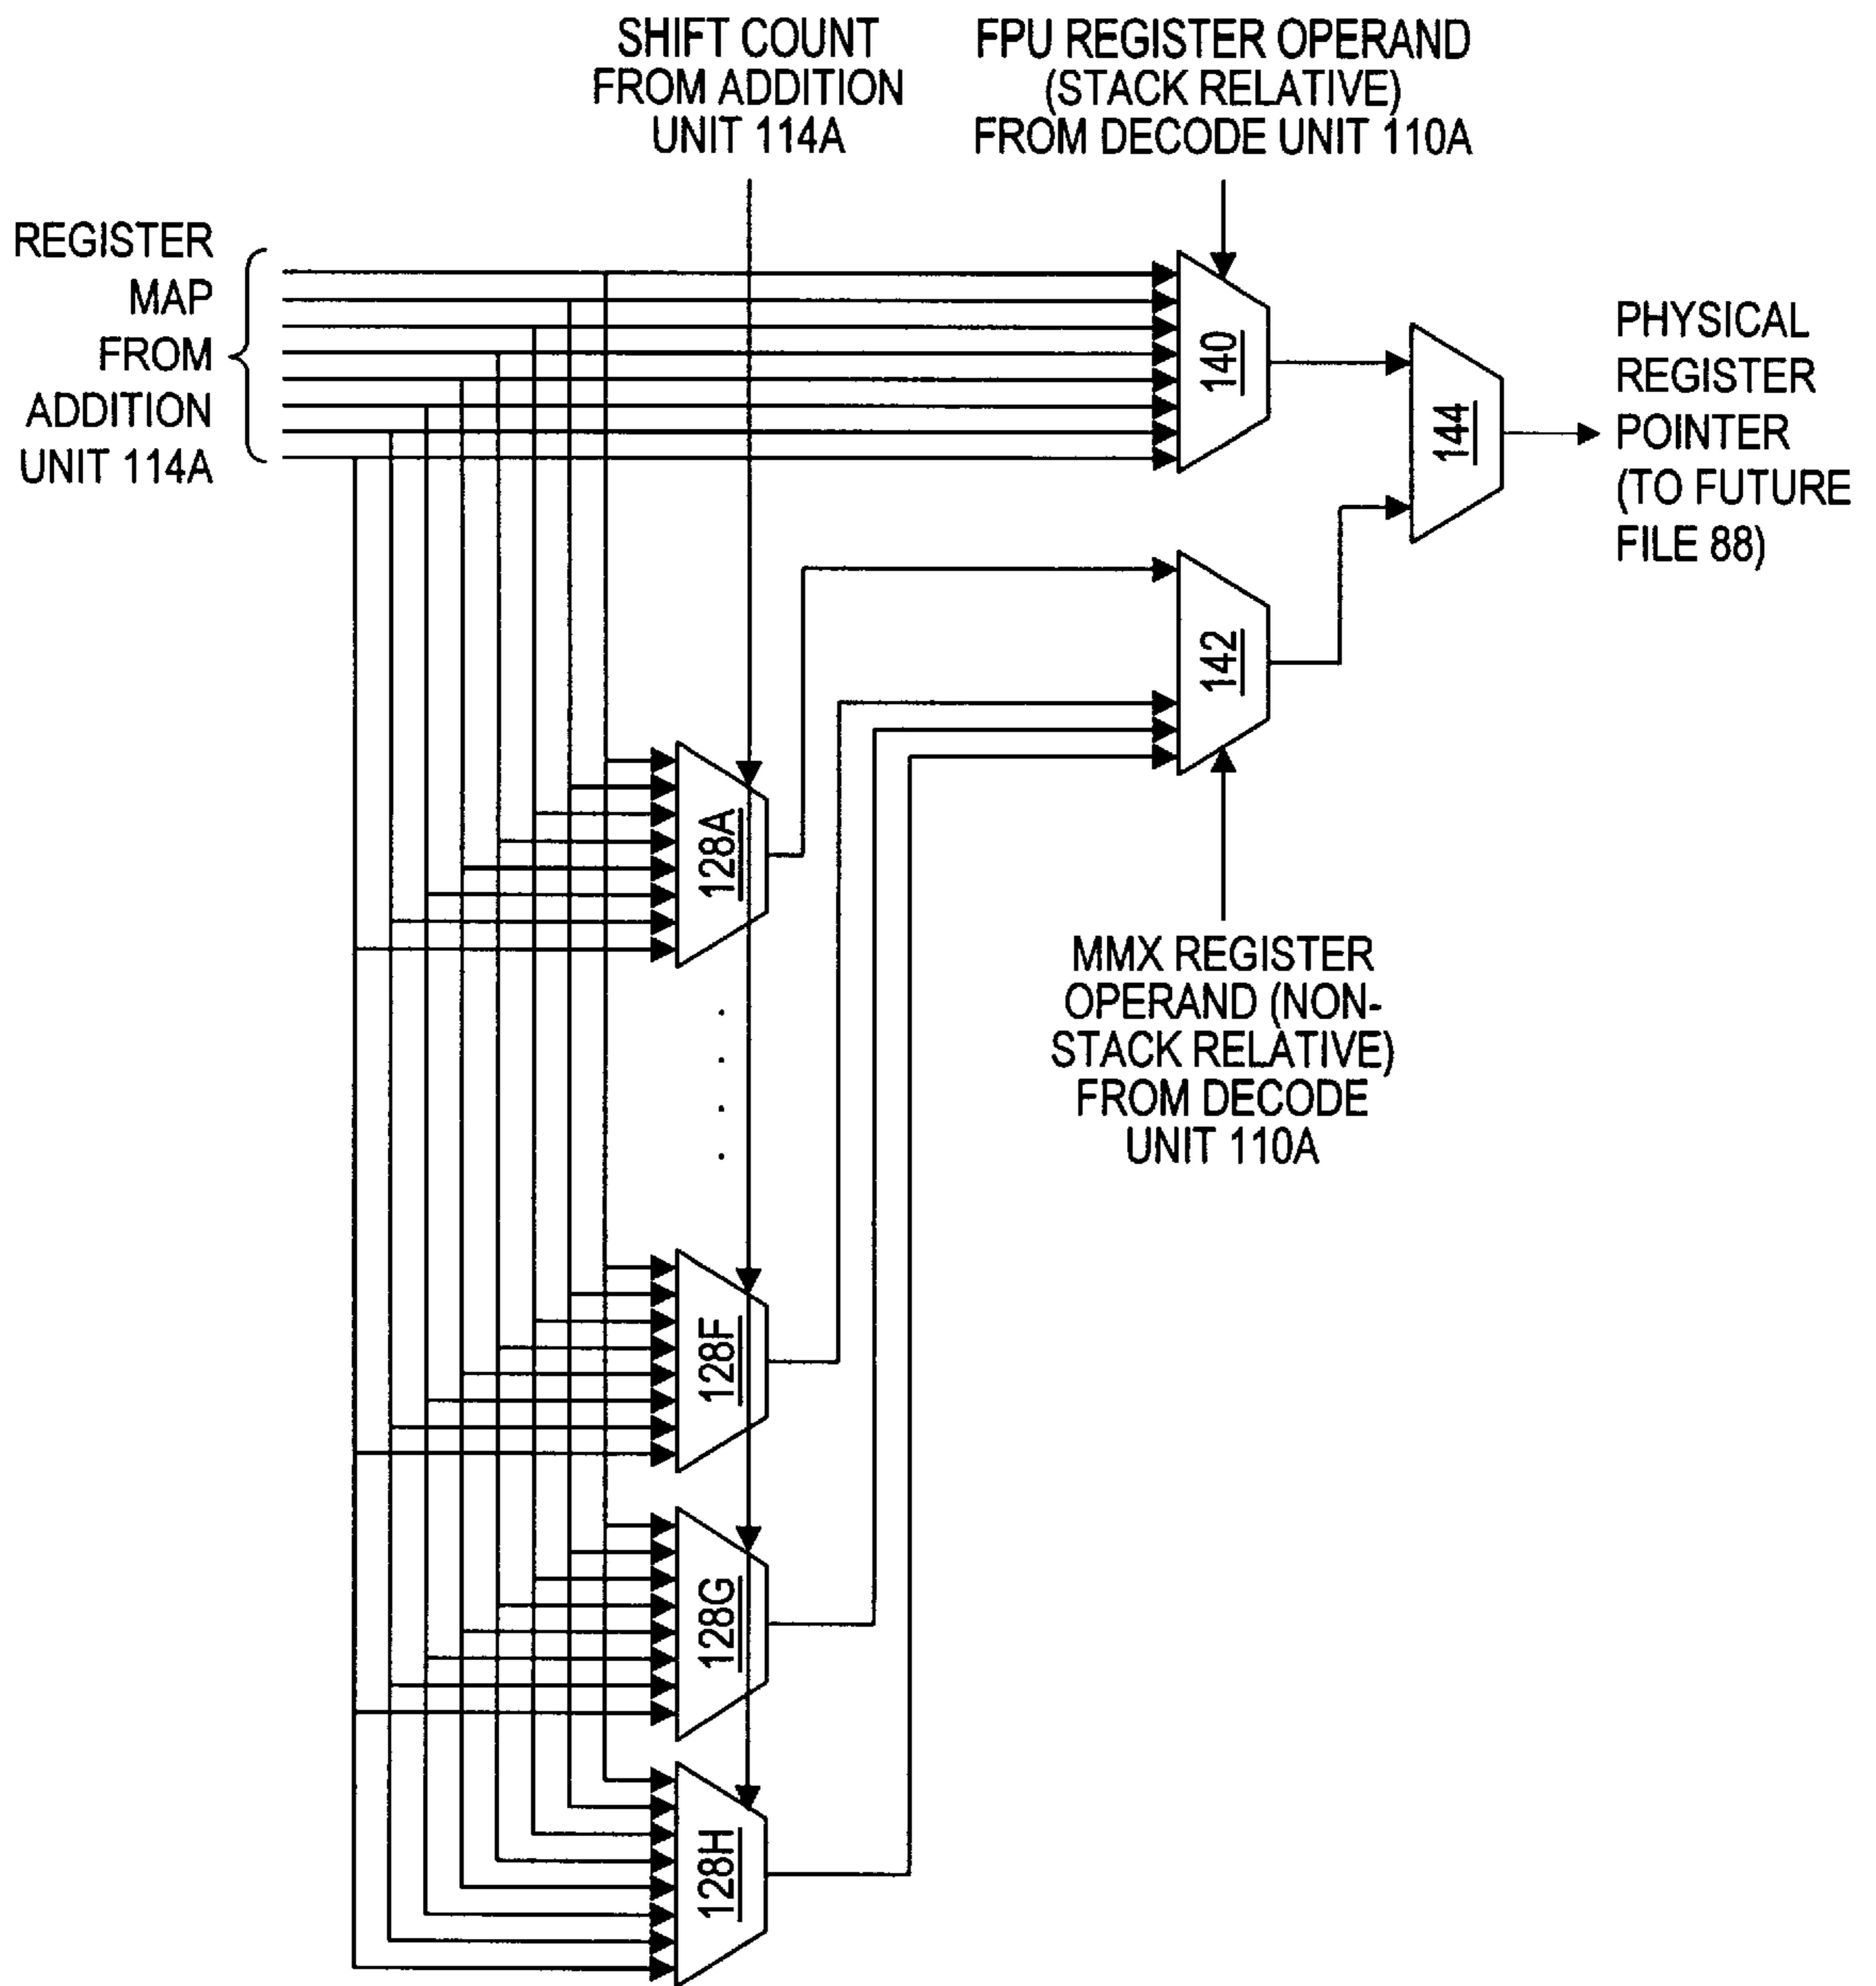 SHIFT COUNT
FROM ADDITION
UNIT 114A
FPU REGISTER OPERAND
(STACK RELATIVE)
FROM DECODE UNIT 110A
REGISTER
MAP
FROM
ADDITION
UNIT 114A
140
144
PHYSICAL
REGISTER
POINTER
(TO FUTURE
FILE 88)
142
128A
MMX REGISTER
OPERAND (NON-
STACK RELATIVE)
FROM DECODE
UNIT 110A
128F
128G
128H